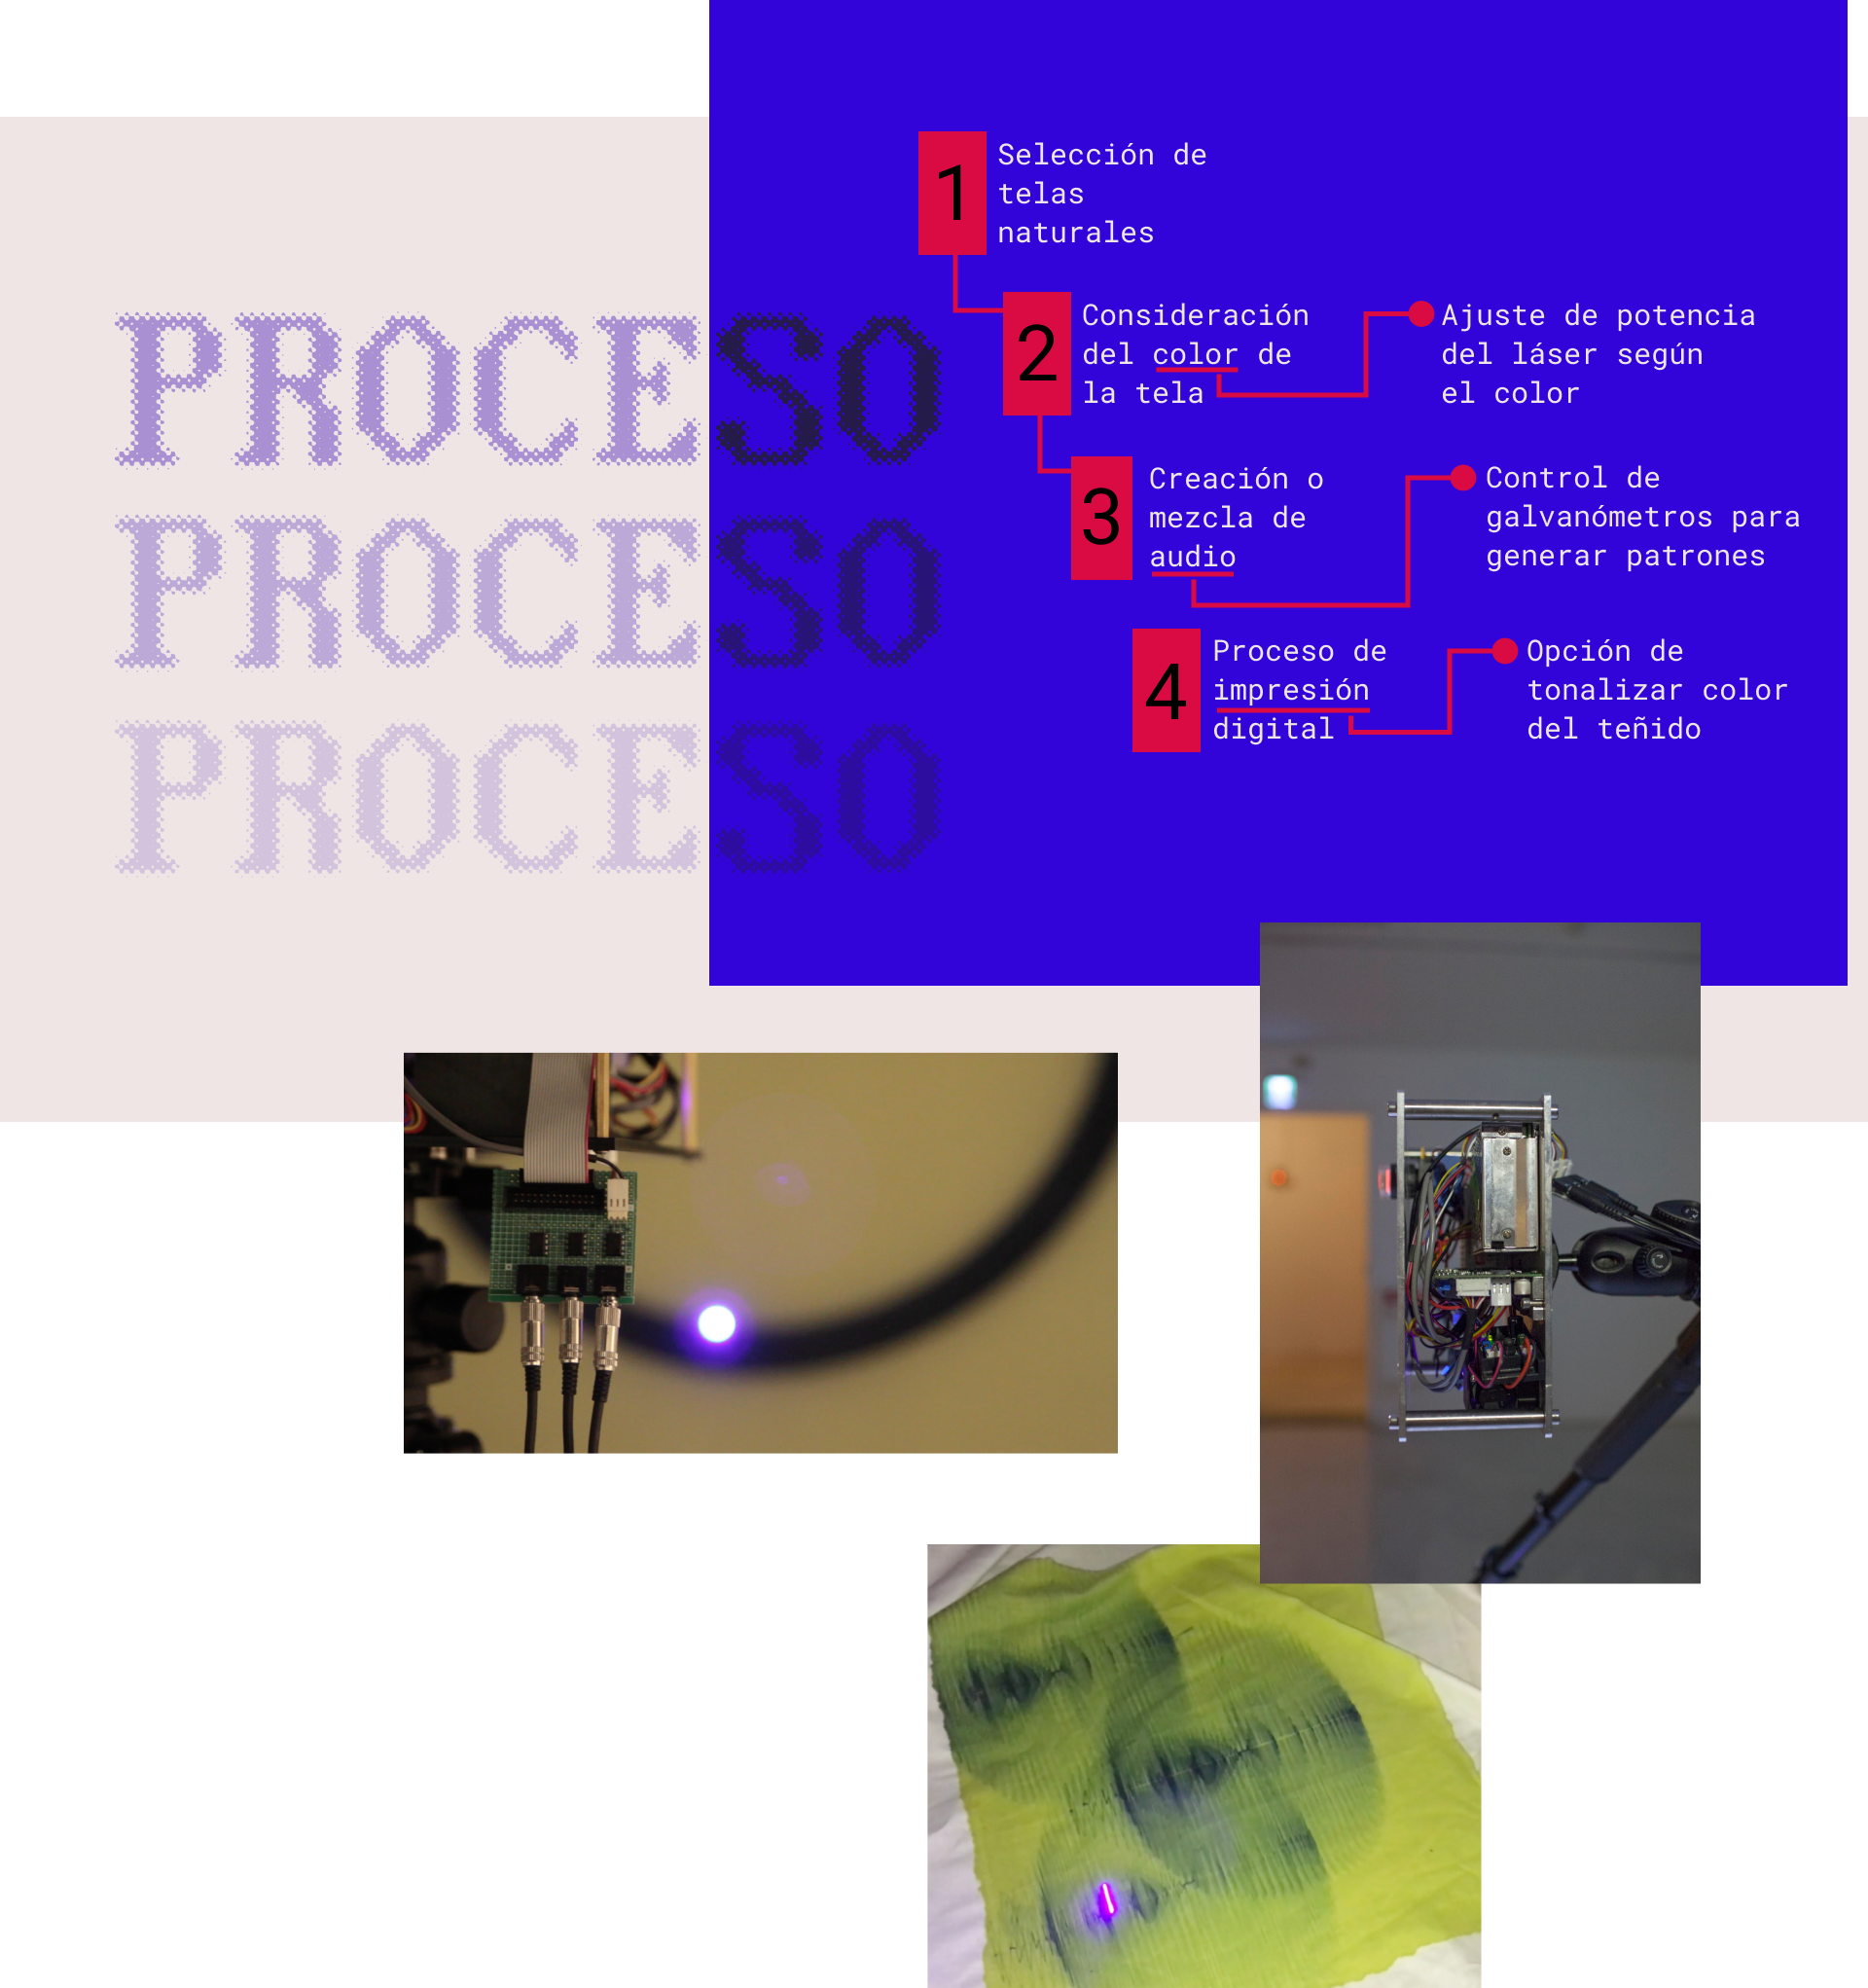 PROCESO
PROCESO
PROCESO
1
Selección de
telas
naturales
2
Consideración
del color de
la tela
Ajuste de potencia
del láser según
el color
3
Creación o
mezcla de
audio
Control de
galvanómetros para
generar patrones
4
Proceso de
impresión
digital
Opción de
tonalizar color
del teñido